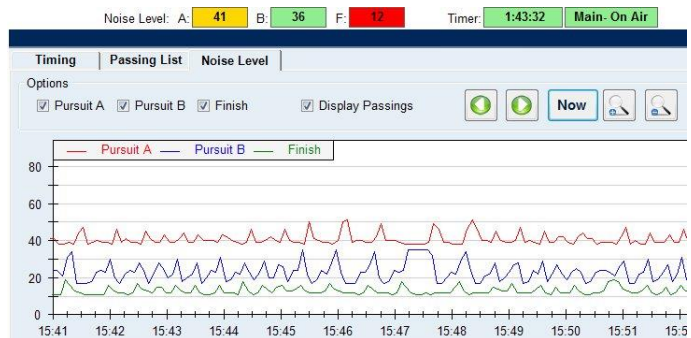 Noise Level: A: 41 B: 36 F: 12 Timer: 1:43:32 Main- On Air
Timing Passing List Noise Level
Options
Pursuit A Pursuit B Finish Display Passings Now
Pursuit A Pursuit B Finish
80
60
40
20
0
15:41 15:42 15:43 15:44 15:45 15:46 15:47 15:48 15:49 15:50 15:51